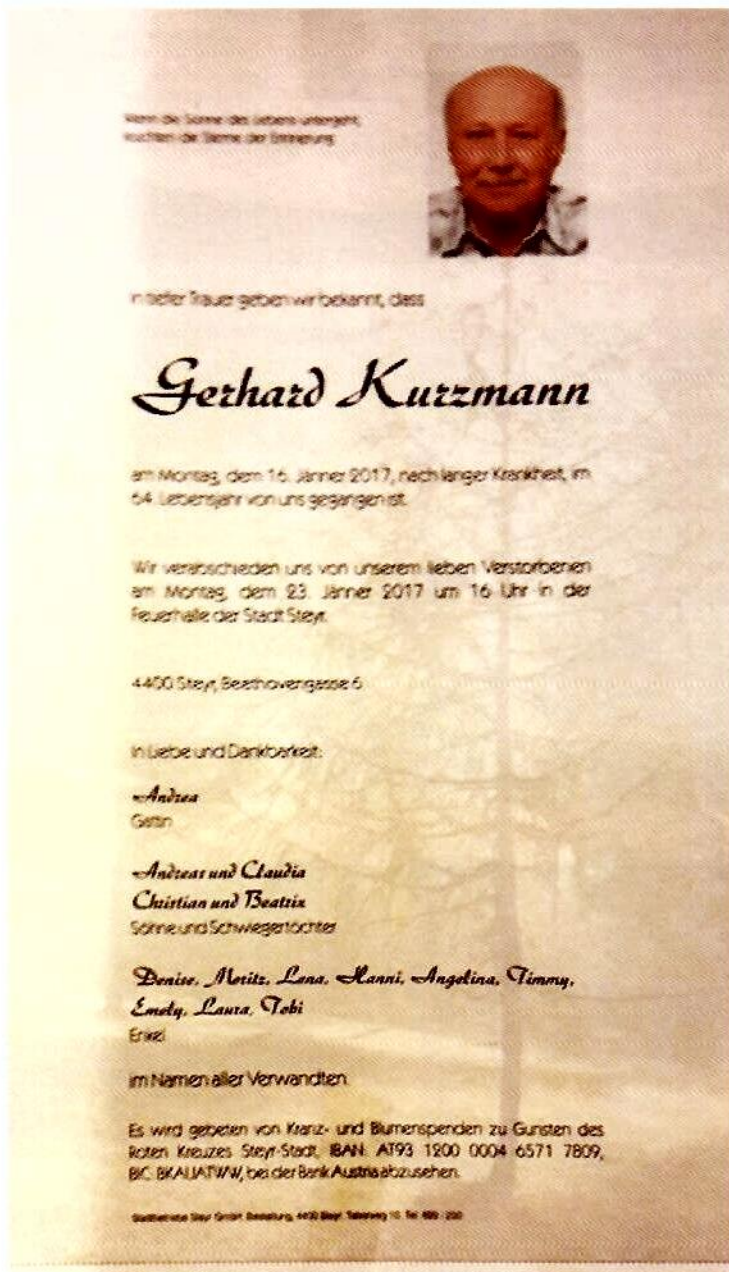 Wenn die Sonne des Lebens untergeht,
leuchten die Sterne der Erinnerung
In tiefer Trauer geben wir bekannt, dass
Gerhard Kurzmann
am Montag, dem 16. Jänner 2017, nach langer Krankheit, im
64. Lebensjahr von uns gegangen ist.
Wir verabschieden uns von unserem lieben Verstorbenen
am Montag, dem 23. Jänner 2017 um 16 Uhr in der
Feuerhalle der Stadt Steyr.
4400 Steyr, Beethovengasse 6
In Liebe und Dankbarkeit:
Andrea
Gattin
Andreas und Claudia
Christian und Beatrix
Söhne und Schwiegertöchter
Denise, Moritz, Lena, Hanni, Angelina, Timmy,
Emely, Laura, Tobi
Enkel
im Namen aller Verwandten.
Es wird gebeten von Kranz- und Blumenspenden zu Gunsten des
Roten Kreuzes Steyr-Stadt, IBAN: AT93 1200 0004 6571 7809,
BIC: BKAUATWW, bei der Bank Austria abzusehen.
Stadtbetriebe Steyr GmbH, Bestattung, 4400 Steyr,